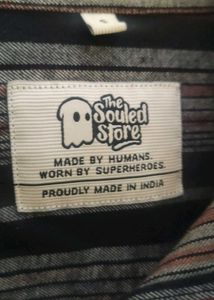 The
Souled
Store
MADE BY HUMANS.
WORN BY SUPERHEROES.
PROUDLY MADE IN INDIA